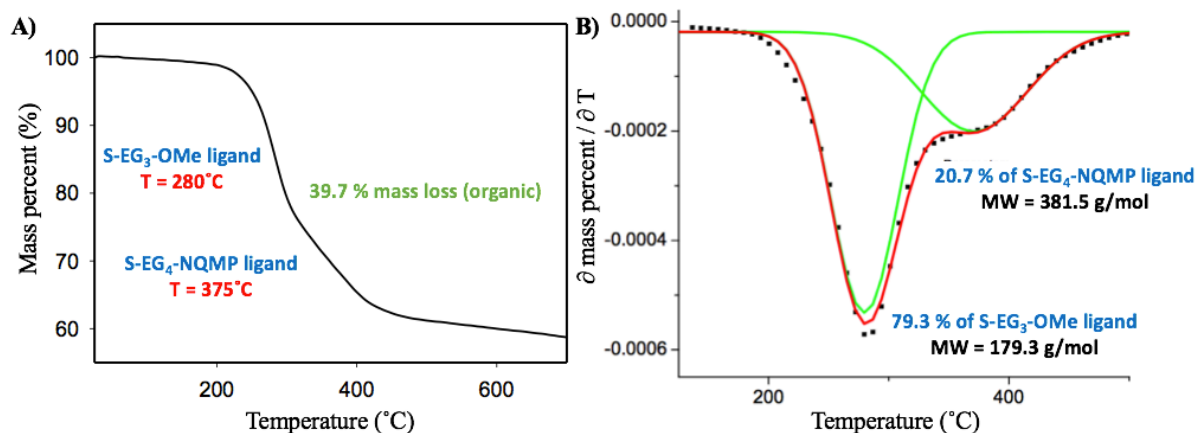 A)
Mass percent (%)
100
90
80
70
60
S-EG₃-OMe ligand
T = 280˚C
39.7 % mass loss (organic)
S-EG₄-NQMP ligand
T = 375˚C
200
400
600
Temperature (˚C)
B)
∂ mass percent / ∂ T
0.0000
-0.0002
-0.0004
-0.0006
20.7 % of S-EG₄-NQMP ligand
MW = 381.5 g/mol
79.3 % of S-EG₃-OMe ligand
MW = 179.3 g/mol
200
300
400
Temperature (˚C)